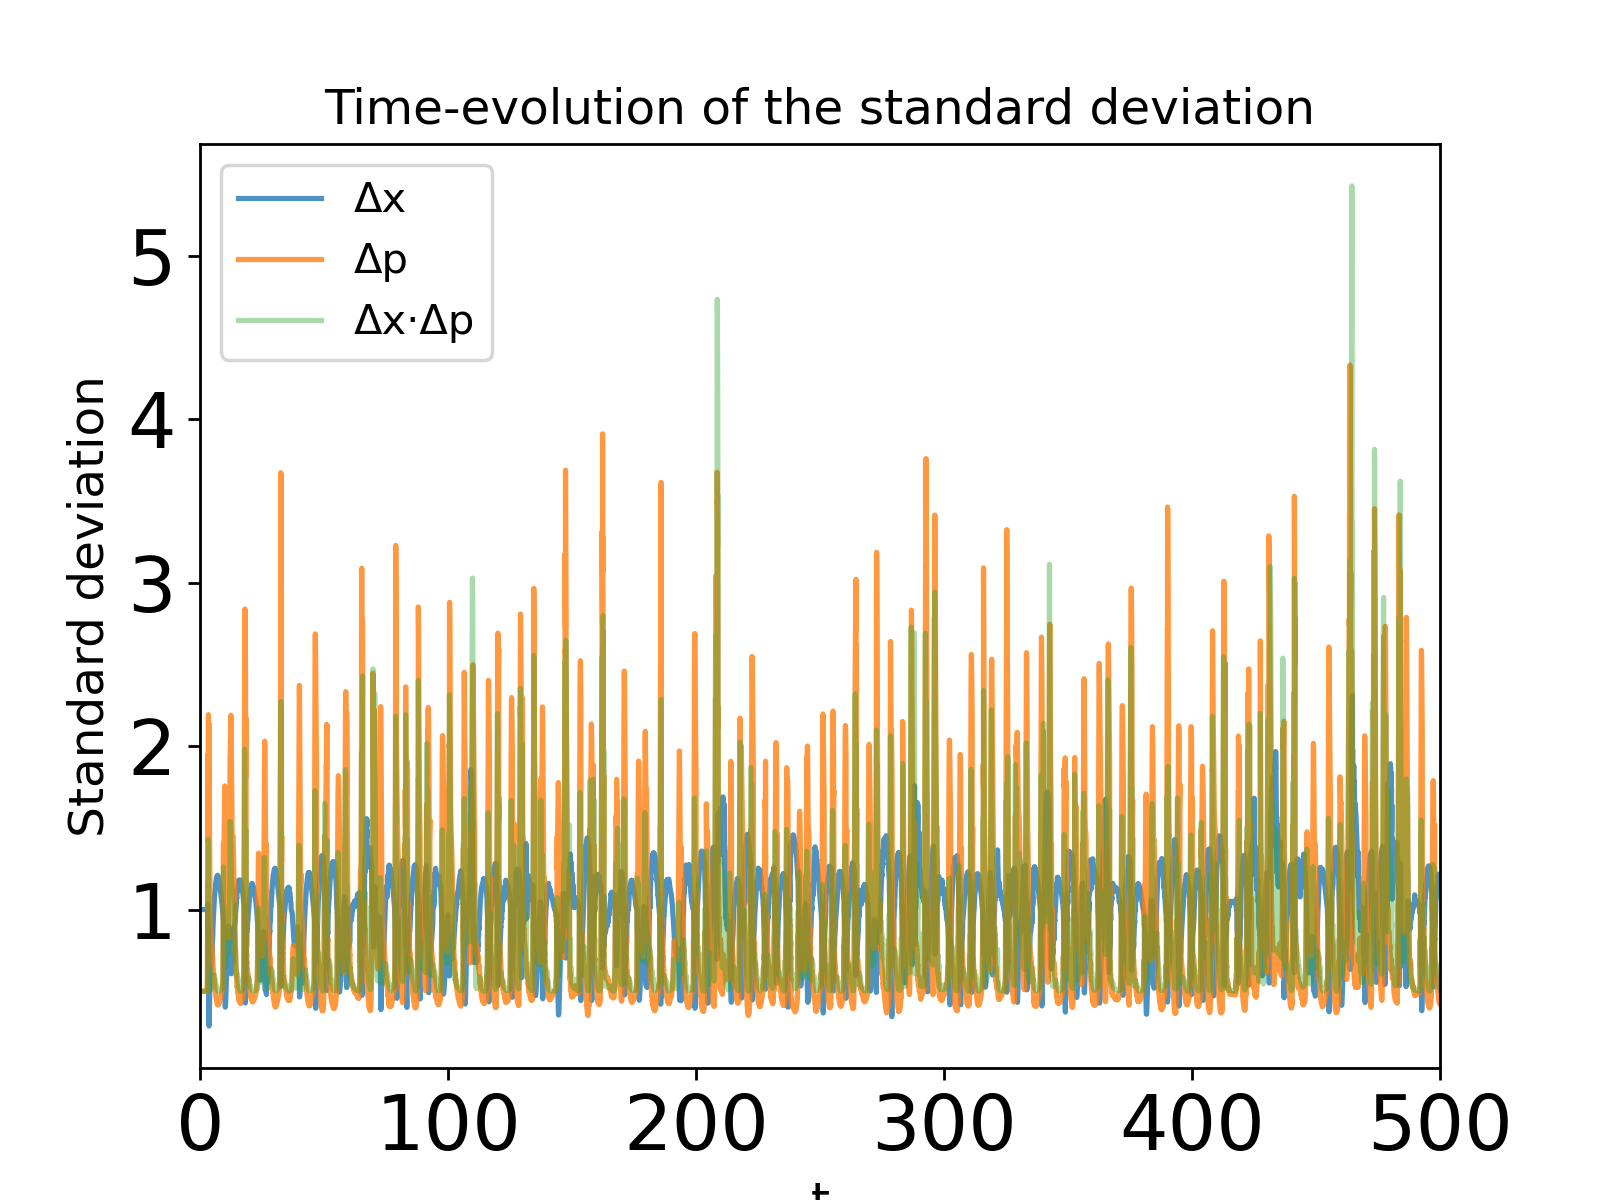 Time-evolution of the standard deviation
Δx
Δp
Δx·Δp
Standard deviation
5
4
3
2
1
0 100 200 300 400 500
t